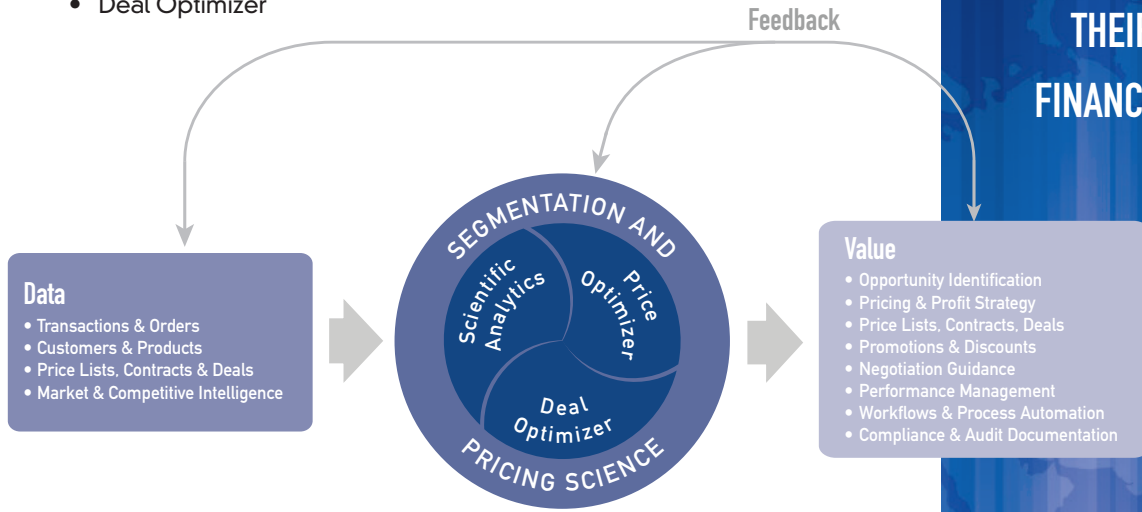 • Deal Optimizer
Feedback
THEIR
FINANC
SEGMENTATION AND
Scientific
Analytics
Price
Optimizer
Deal
Optimizer
PRICING SCIENCE
Data
• Transactions & Orders
• Customers & Products
• Price Lists, Contracts & Deals
• Market & Competitive Intelligence
Value
• Opportunity Identification
• Pricing & Profit Strategy
• Price Lists, Contracts, Deals
• Promotions & Discounts
• Negotiation Guidance
• Performance Management
• Workflows & Process Automation
• Compliance & Audit Documentation